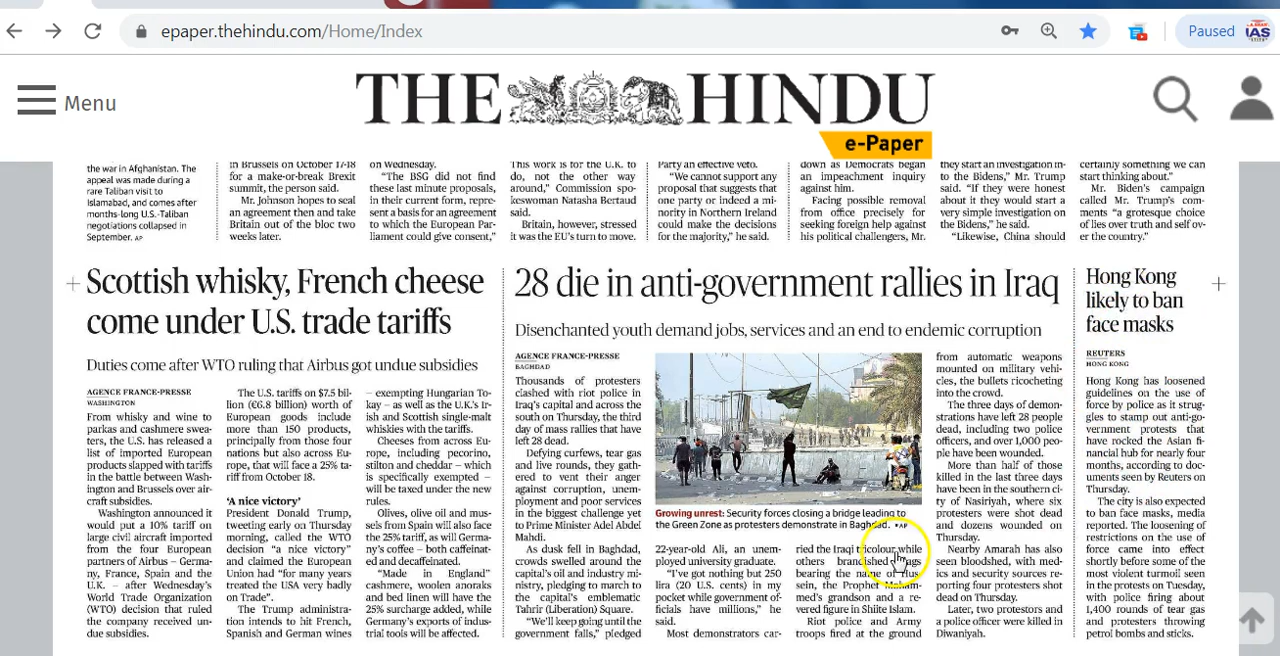 epaper.thehindu.com/Home/Index
Paused
IAS
Menu
THE HINDU
e-Paper
the war in Afghanistan. The
appeal was made during a
rare Taliban visit to
Islamabad, and comes after
months-long U.S.-Taliban
negotiations collapsed in
September. AP
in Brussels on October 17-18
for a make-or-break Brexit
summit, the person said.
Mr. Johnson hopes to seal
an agreement then and take
Britain out of the bloc two
weeks later.
on Wednesday.
"The BSG did not find
these last minute proposals,
in their current form, repre-
sent a basis for an agreement
to which the European Par-
liament could give consent,"
This work is for the U.K. to
do, not the other way
around," Commission spo-
keswoman Natasha Bertaud
said.
Britain, however, stressed
it was the EU's turn to move.
Party an effective veto.
"We cannot support any
proposal that suggests that
one party or indeed a mi-
nority in Northern Ireland
could make the decisions
for the majority," he said.
down as Democrats began
an impeachment inquiry
against him.
Facing possible removal
from office precisely for
seeking foreign help against
his political challengers, Mr.
they start an investigation in-
to the Bidens," Mr. Trump
said. "If they were honest
about it they would start a
very simple investigation on
the Bidens," he said.
"Likewise, China should
certainly something we can
start thinking about."
Mr. Biden's campaign
called Mr. Trump's com-
ments "a grotesque choice
of lies over truth and self ov-
er the country."
Scottish whisky, French cheese
come under U.S. trade tariffs
Duties come after WTO ruling that Airbus got undue subsidies
AGENCE FRANCE-PRESSE
WASHINGTON
From whisky and wine to
parkas and cashmere swea-
ters, the U.S. has released a
list of imported European
products slapped with tariffs
in the battle between Wash-
ington and Brussels over air-
craft subsidies.
Washington announced it
would put a 10% tariff on
large civil aircraft imported
from the four European
partners of Airbus – Germa-
ny, France, Spain and the
U.K. – after Wednesday's
World Trade Organization
(WTO) decision that ruled
the company received un-
due subsidies.
The U.S. tariffs on $7.5 bil-
lion (€6.8 billion) worth of
European goods include
more than 150 products,
principally from those four
nations but also across Eu-
rope, that will face a 25% ta-
riff from October 18.
'A nice victory'
President Donald Trump,
tweeting early on Thursday
morning, called the WTO
decision "a nice victory"
and claimed the European
Union had "for many years
treated the USA very badly
on Trade".
The Trump administra-
tion intends to hit French,
Spanish and German wines
– exempting Hungarian To-
kay – as well as the U.K's Ir-
ish and Scottish single-malt
whiskies with the tariffs.
Cheeses from across Eu-
rope, including pecorino,
stilton and cheddar – which
is specifically exempted –
will be taxed under the new
rules.
Olives, olive oil and mus-
sels from Spain will also face
the 25% tariff, as will Germa-
ny's coffee – both caffeinat-
ed and decaffeinated.
"Made in England"
cashmere, woolen anoraks
and bed linen will have the
25% surcharge added, while
Germany's exports of indus-
trial tools will be affected.
28 die in anti-government rallies in Iraq
Disenchanted youth demand jobs, services and an end to endemic corruption
AGENCE FRANCE-PRESSE
BAGHDAD
Thousands of protesters
clashed with riot police in
Iraq's capital and across the
south on Thursday, the third
day of mass rallies that have
left 28 dead.
Defying curfews, tear gas
and live rounds, they gath-
ered to vent their anger
against corruption, unem-
ployment and poor services
in the biggest challenge yet
to Prime Minister Adel Abdel
Mahdi.
As dusk fell in Baghdad,
crowds swelled around the
capital's oil and industry mi-
nistry, pledging to march to
the capital's emblematic
Tahrir (Liberation) Square.
"We'll keep going until the
government falls," pledged
Growing unrest: Security forces closing a bridge leading to
the Green Zone as protesters demonstrate in Baghdad. AP
22-year-old Ali, an unem-
ployed university graduate.
"I've got nothing but 250
lira (20 U.S. cents) in my
pocket while government of-
ficials have millions," he
said.
Most demonstrators car-
ried the Iraqi tricolour while
others brandished flags
bearing the name of Hus-
sein, the Prophet Moham-
med's grandson and a re-
vered figure in Shiite Islam.
Riot police and Army
troops fired at the ground
from automatic weapons
mounted on military vehi-
cles, the bullets ricocheting
into the crowd.
The three days of demon-
strations have left 28 people
dead, including two police
officers, and over 1,000 peo-
ple have been wounded.
More than half of those
killed in the last three days
have been in the southern ci-
ty of Nasiriyah, where six
protesters were shot dead
and dozens wounded on
Thursday.
Nearby Amarah has also
seen bloodshed, with med-
ics and security sources re-
porting four protesters shot
dead on Thursday.
Later, two protestors and
a police officer were killed in
Diwaniyah.
Hong Kong
likely to ban
face masks
REUTERS
HONG KONG
Hong Kong has loosened
guidelines on the use of
force by police as it strug-
gles to stamp out anti-go-
vernment protests that
have rocked the Asian fi-
nancial hub for nearly four
months, according to doc-
uments seen by Reuters on
Thursday.
The city is also expected
to ban face masks, media
reported. The loosening of
restrictions on the use of
force came into effect
shortly before some of the
most violent turmoil seen
in the protests on Tuesday,
with police firing about
1,400 rounds of tear gas
and protesters throwing
petrol bombs and sticks.